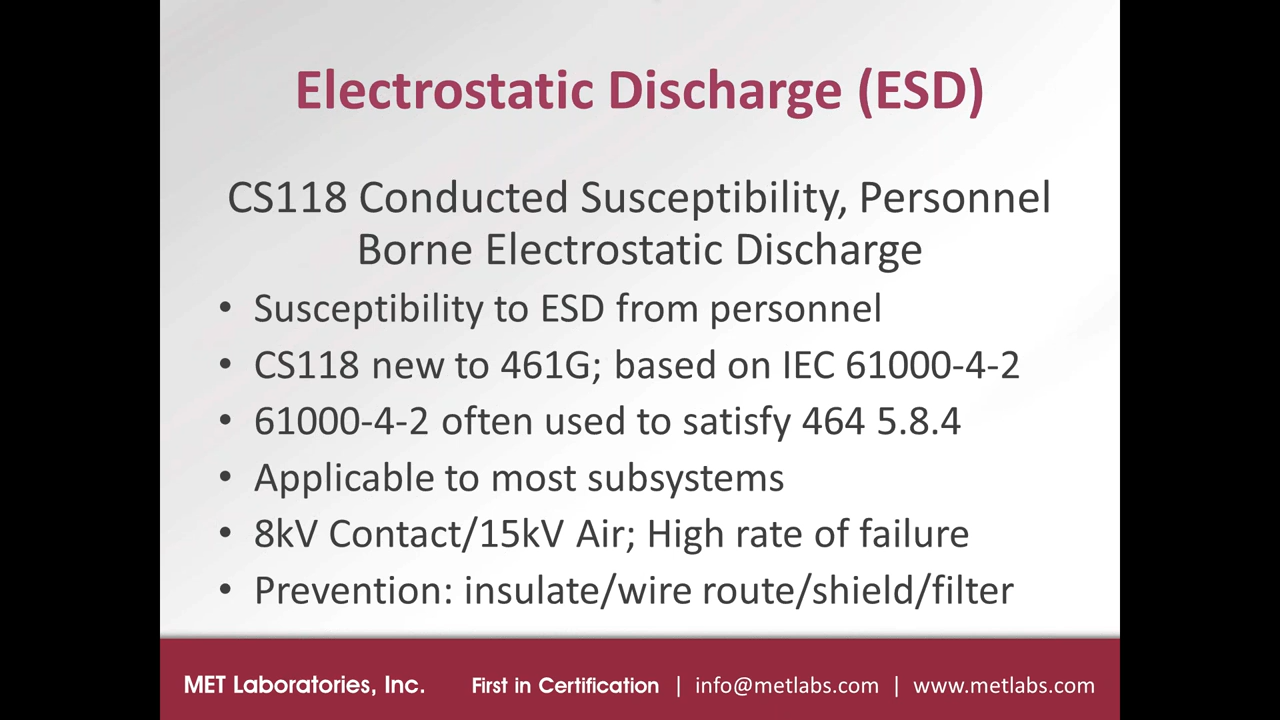 Electrostatic Discharge (ESD)
CS118 Conducted Susceptibility, Personnel
Borne Electrostatic Discharge
• Susceptibility to ESD from personnel
• CS118 new to 461G; based on IEC 61000-4-2
• 61000-4-2 often used to satisfy 464 5.8.4
• Applicable to most subsystems
• 8kV Contact/15kV Air; High rate of failure
• Prevention: insulate/wire route/shield/filter
MET Laboratories, Inc. First in Certification | info@metlabs.com | www.metlabs.com